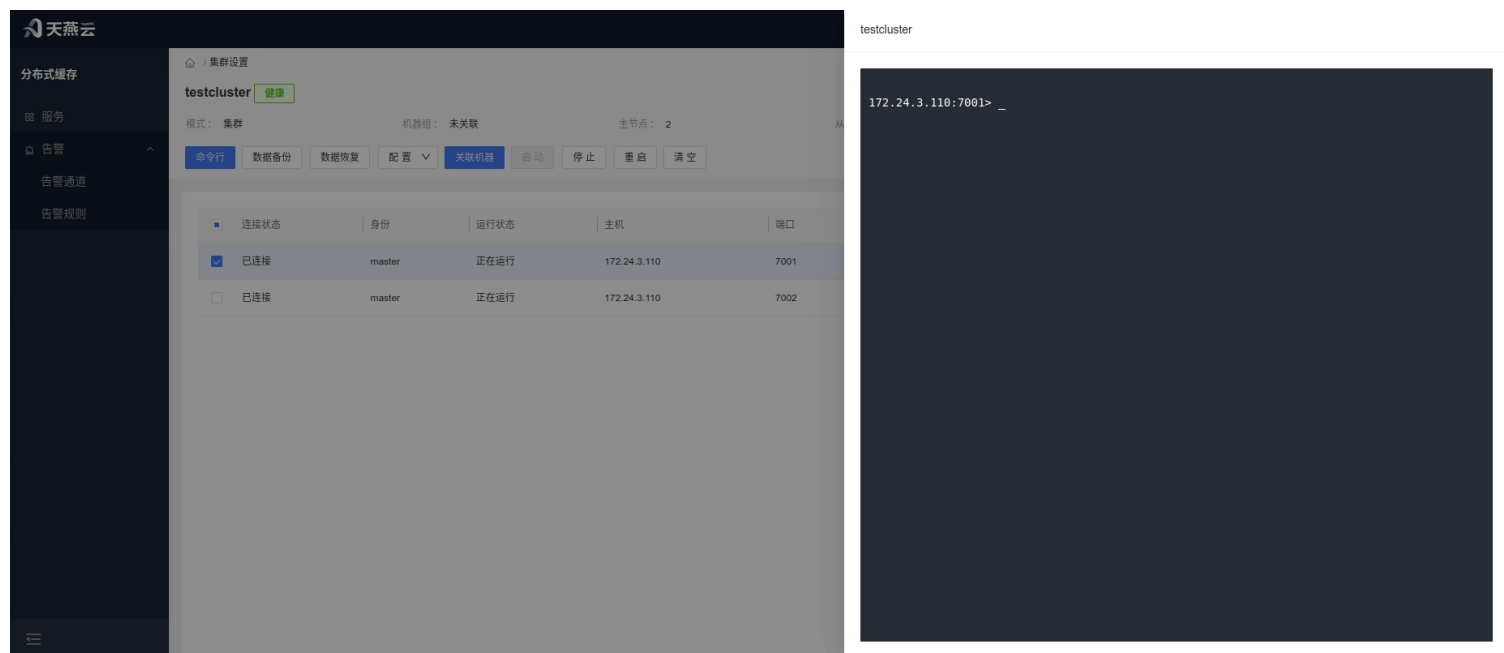 天燕云
testcluster
分布式缓存
服务
告警
告警通道
告警规则
/ 集群设置
testcluster 健康
模式： 集群 机器组： 未关联 主节点： 2 从
命令行 数据备份 数据恢复 配 置 关联机器 启 动 停 止 重 启 清 空
连接状态 身份 运行状态 主机 端口
已连接 master 正在运行 172.24.3.110 7001
已连接 master 正在运行 172.24.3.110 7002
172.24.3.110:7001> _